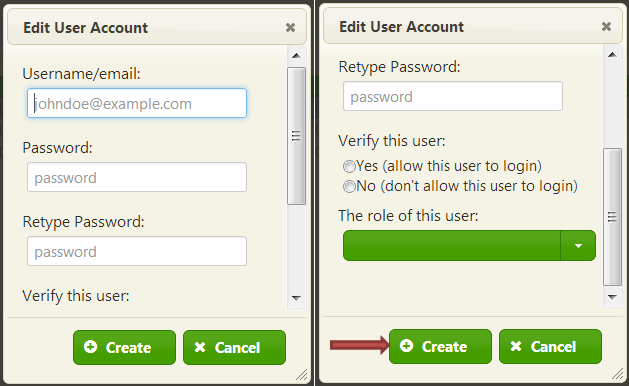 Edit User Account
Username/email:
johndoe@example.com
Password:
password
Retype Password:
password
Verify this user:
Create
Cancel
Edit User Account
Retype Password:
password
Verify this user:
Yes (allow this user to login)
No (don't allow this user to login)
The role of this user:
Create
Cancel